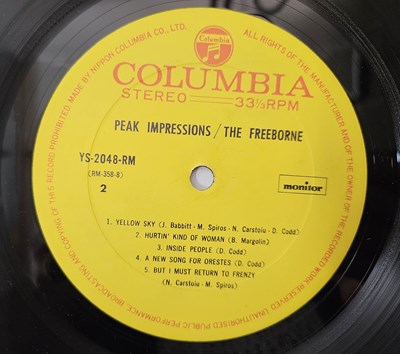 ALL RIGHTS OF THE MANUFACTURER AND OF THE OWNER OF THE RECORDED WORK RESERVED UNAUTHORISED PUBLIC PERFORMANCE, BROADCASTING AND COPYING OF THIS RECORD PROHIBITED. MADE BY NIPPON COLUMBIA CO., LTD.
Columbia
COLUMBIA
STEREO 33⅓RPM
PEAK IMPRESSIONS / THE FREEBORNE
YS-2048-RM
(RM-358-B)
2
monitor
1. YELLOW SKY (J. Babbitt - M. Spiros - N. Carstoiu - D. Codd)
2. HURTIN' KIND OF WOMAN (B. Margolin)
3. INSIDE PEOPLE (D. Codd)
4. A NEW SONG FOR ORESTES (D. Codd)
5. BUT I MUST RETURN TO FRENZY
(N. Carstoiu - M. Spiros)